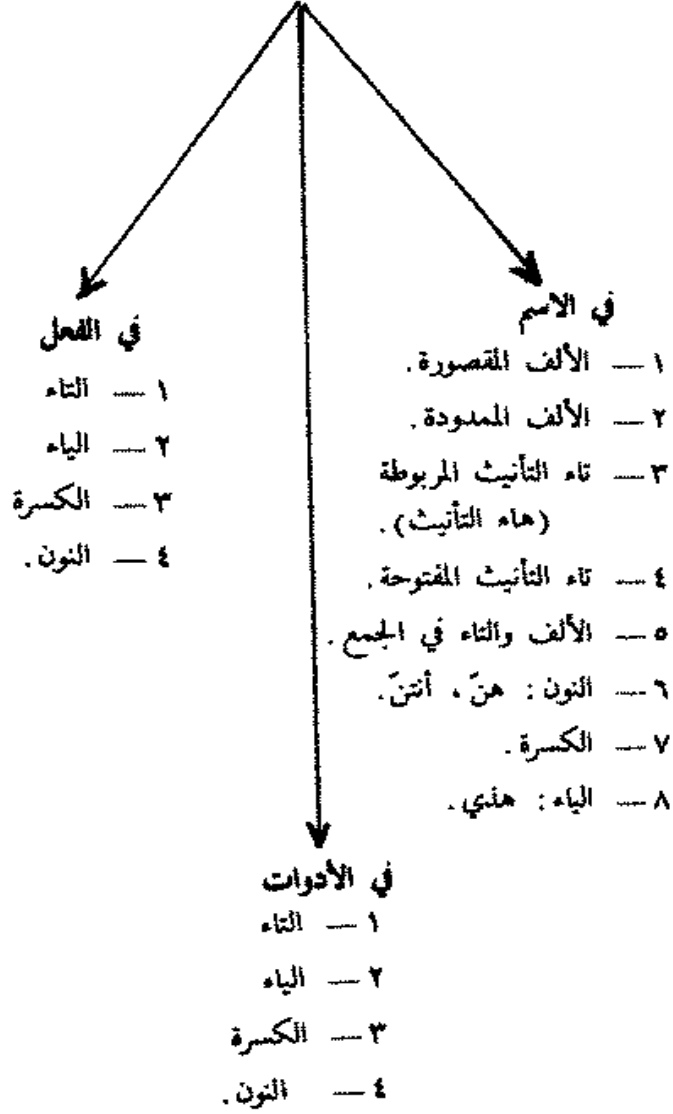 في الاسم
١ — الألف المقصورة.
٢ — الألف الممدودة.
٣ — تاء التأنيث المربوطة
(هاء التأنيث).
٤ — تاء التأنيث المفتوحة.
٥ — الألف والتاء في الجمع.
٦ — النون: هنّ، أنتنّ.
٧ — الكسرة.
٨ — الياء: هذي.
في الفعل
١ — التاء
٢ — الياء
٣ — الكسرة
٤ — النون.
في الأدوات
١ — التاء
٢ — الياء
٣ — الكسرة
٤ — النون.